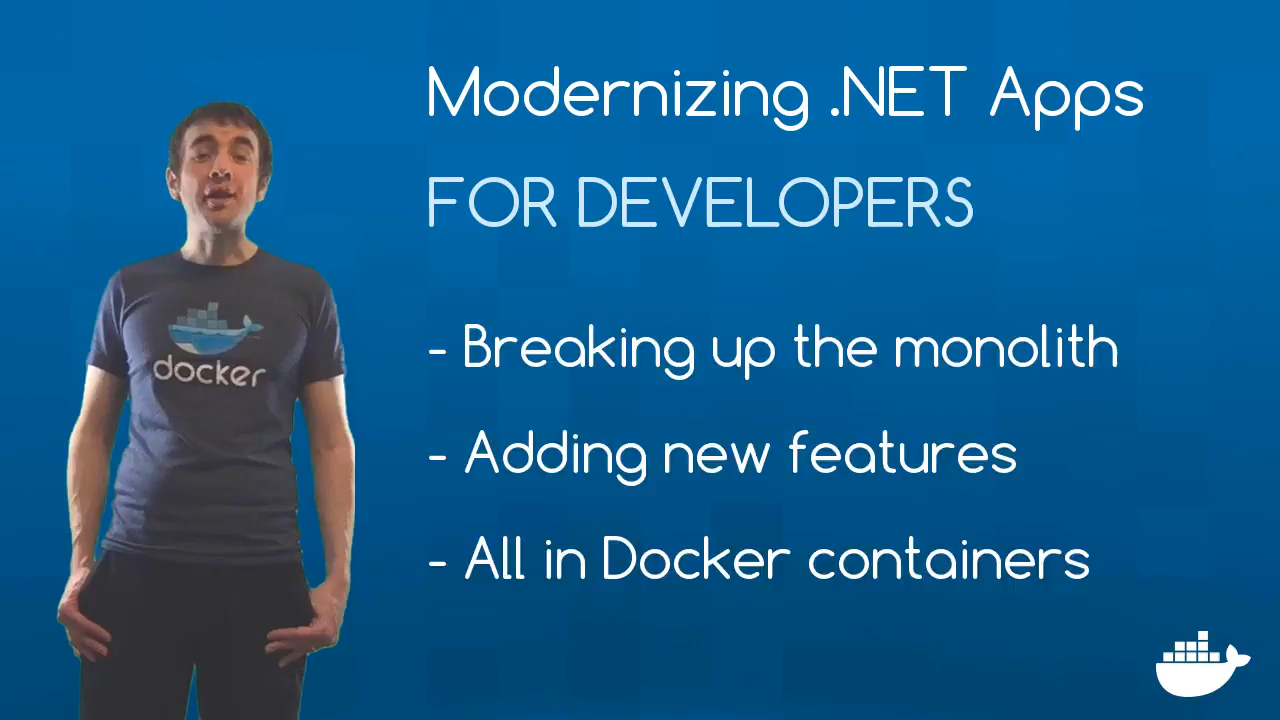 Modernizing .NET Apps
FOR DEVELOPERS
- Breaking up the monolith
- Adding new features
- All in Docker containers
docker